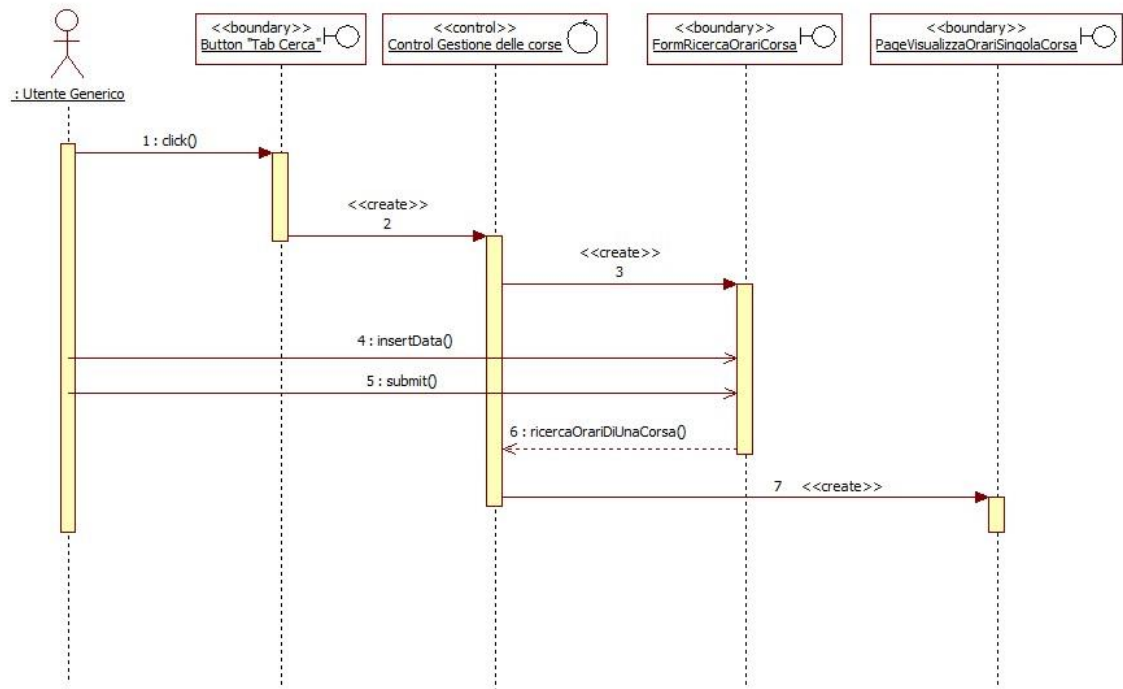 <<boundary>>
Button "Tab Cerca"
<<control>>
Control Gestione delle corse
<<boundary>>
FormRicercaOrariCorsa
<<boundary>>
PageVisualizzaOrariSingolaCorsa
: Utente Generico
1 : click()
<<create>>
2
<<create>>
3
4 : insertData()
5 : submit()
6 : ricercaOrariDiUnaCorsa()
7 <<create>>